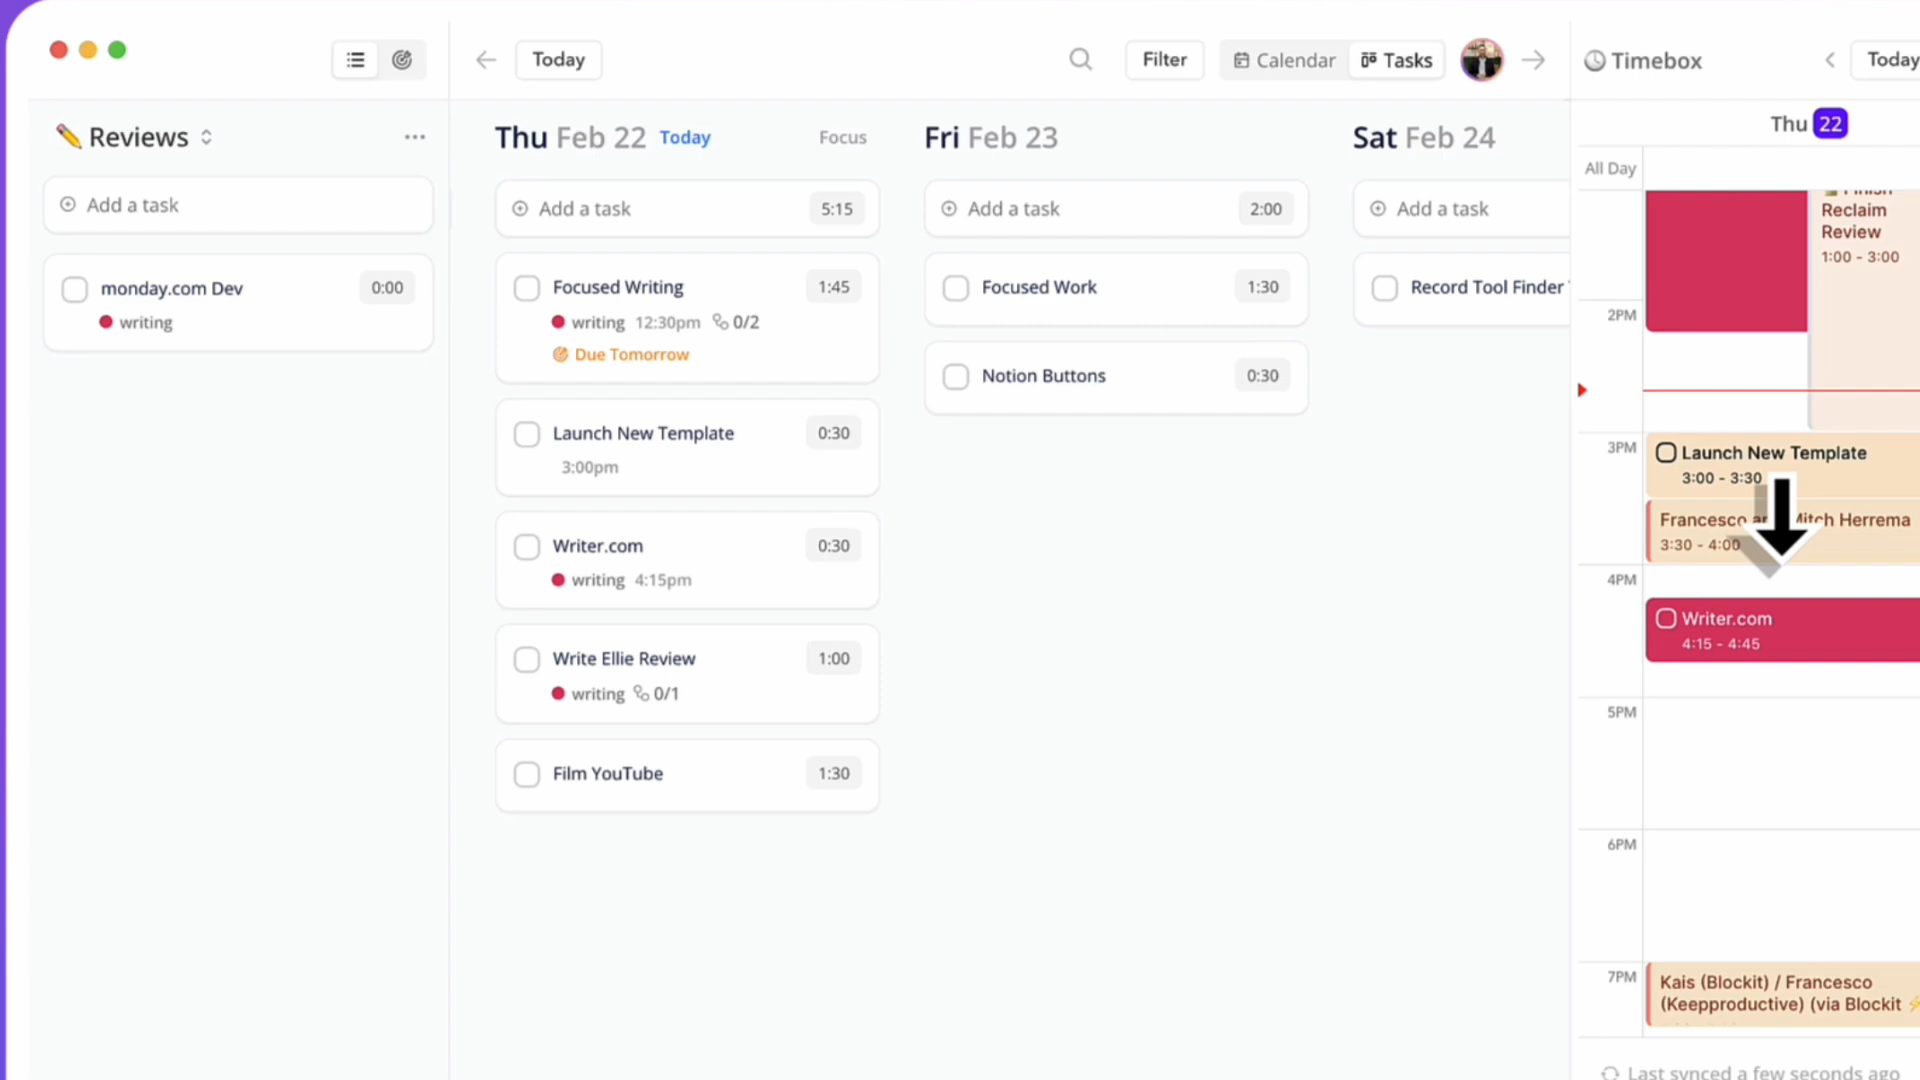 Today
Filter
Calendar
Tasks
Timebox
Today
Reviews
Add a task
monday.com Dev
0:00
writing
Thu Feb 22 Today
Focus
Add a task
5:15
Focused Writing
1:45
writing 12:30pm 0/2
Due Tomorrow
Launch New Template
0:30
3:00pm
Writer.com
0:30
writing 4:15pm
Write Ellie Review
1:00
writing 0/1
Film YouTube
1:30
Fri Feb 23
Add a task
2:00
Focused Work
1:30
Notion Buttons
0:30
Sat Feb 24
Add a task
Record Tool Finder
Thu 22
All Day
Finish
Reclaim
Review
1:00 - 3:00
2PM
3PM
Launch New Template
3:00 - 3:30
Francesco Mitch Herrema
3:30 - 4:00
4PM
Writer.com
4:15 - 4:45
5PM
6PM
7PM
Kais (Blockit) / Francesco
(Keepproductive) (via Blockit
Last synced a few seconds ago